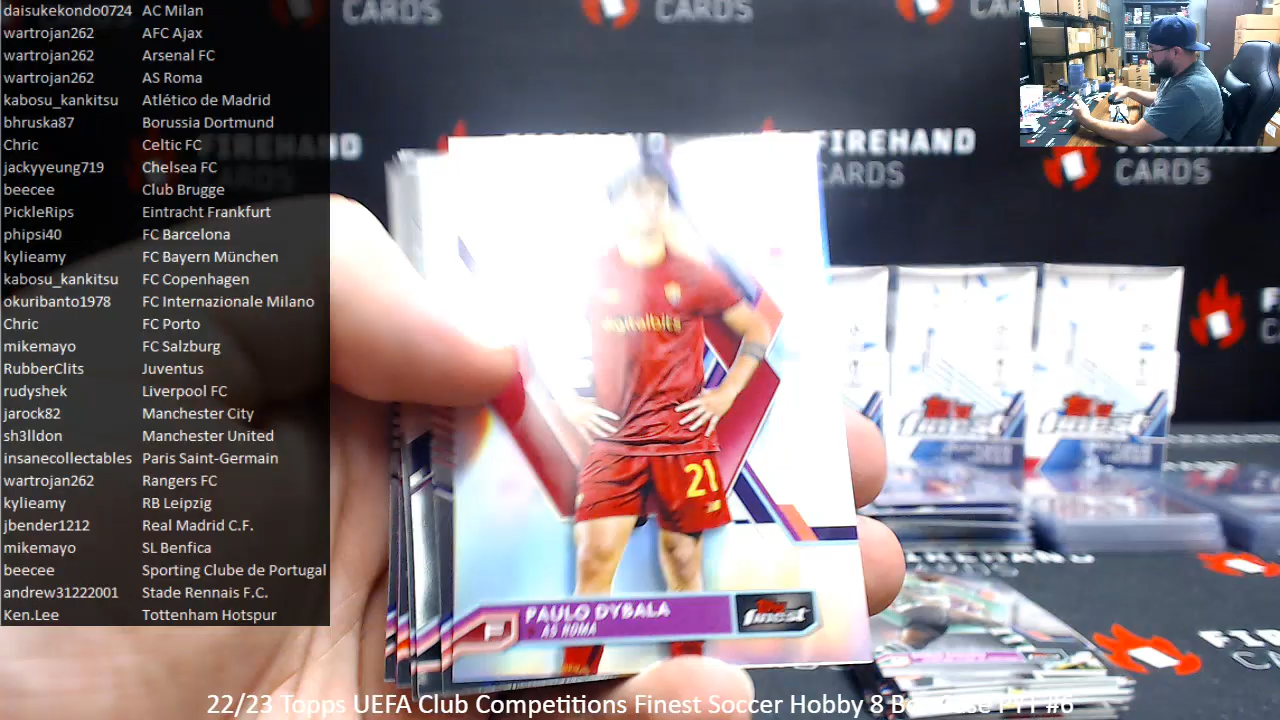 daisukekondo0724 AC Milan
wartrojan262 AFC Ajax
wartrojan262 Arsenal FC
wartrojan262 AS Roma
kabosu_kankitsu Atlético de Madrid
bhruska87 Borussia Dortmund
Chric Celtic FC
jackyyeung719 Chelsea FC
beecee Club Brugge
PickleRips Eintracht Frankfurt
phipsi40 FC Barcelona
kylieamy FC Bayern München
kabosu_kankitsu FC Copenhagen
okuribanto1978 FC Internazionale Milano
Chric FC Porto
mikemayo FC Salzburg
RubberClits Juventus
rudyshek Liverpool FC
jarock82 Manchester City
sh3lldon Manchester United
insanecollectables Paris Saint-Germain
wartrojan262 Rangers FC
kylieamy RB Leipzig
jbender1212 Real Madrid C.F.
mikemayo SL Benfica
beecee Sporting Clube de Portugal
andrew31222001 Stade Rennais F.C.
Ken.Lee Tottenham Hotspur
CARDS
CARDS
FIREHAND
CARDS
digitalbits
21
PAULO DYBALA
AS ROMA
Topps
finest
finest
finest
22/23 Topps UEFA Club Competitions Finest Soccer Hobby 8 Box Case PYT #6